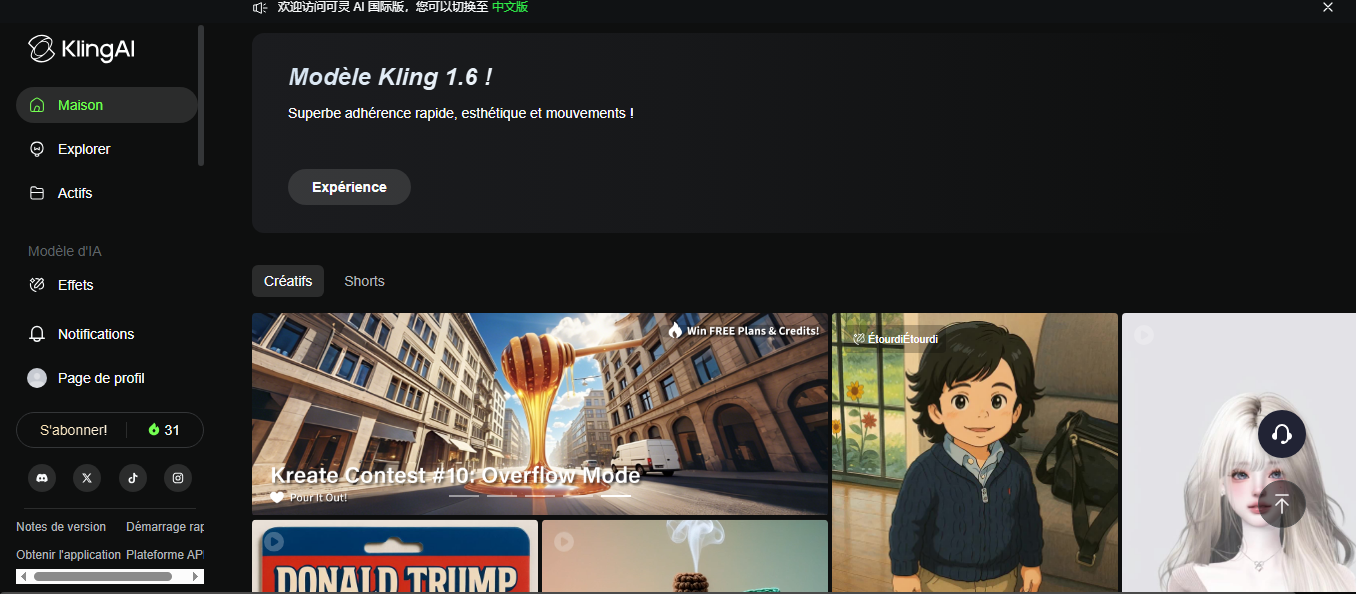 欢迎访问可灵 AI 国际版，您可以切换至 中文版
KlingAI
Maison
Explorer
Actifs
Modèle d'IA
Effets
Notifications
Page de profil
S'abonner!
31
Notes de version
Démarrage rap
Obtenir l'application
Plateforme API
Modèle Kling 1.6 !
Superbe adhérence rapide, esthétique et mouvements !
Expérience
Créatifs
Shorts
Win FREE Plans & Credits!
Kreate Contest #10: Overflow Mode
Pour It Out!
ÉtourdiÉtourdi
DONALD TRUMP